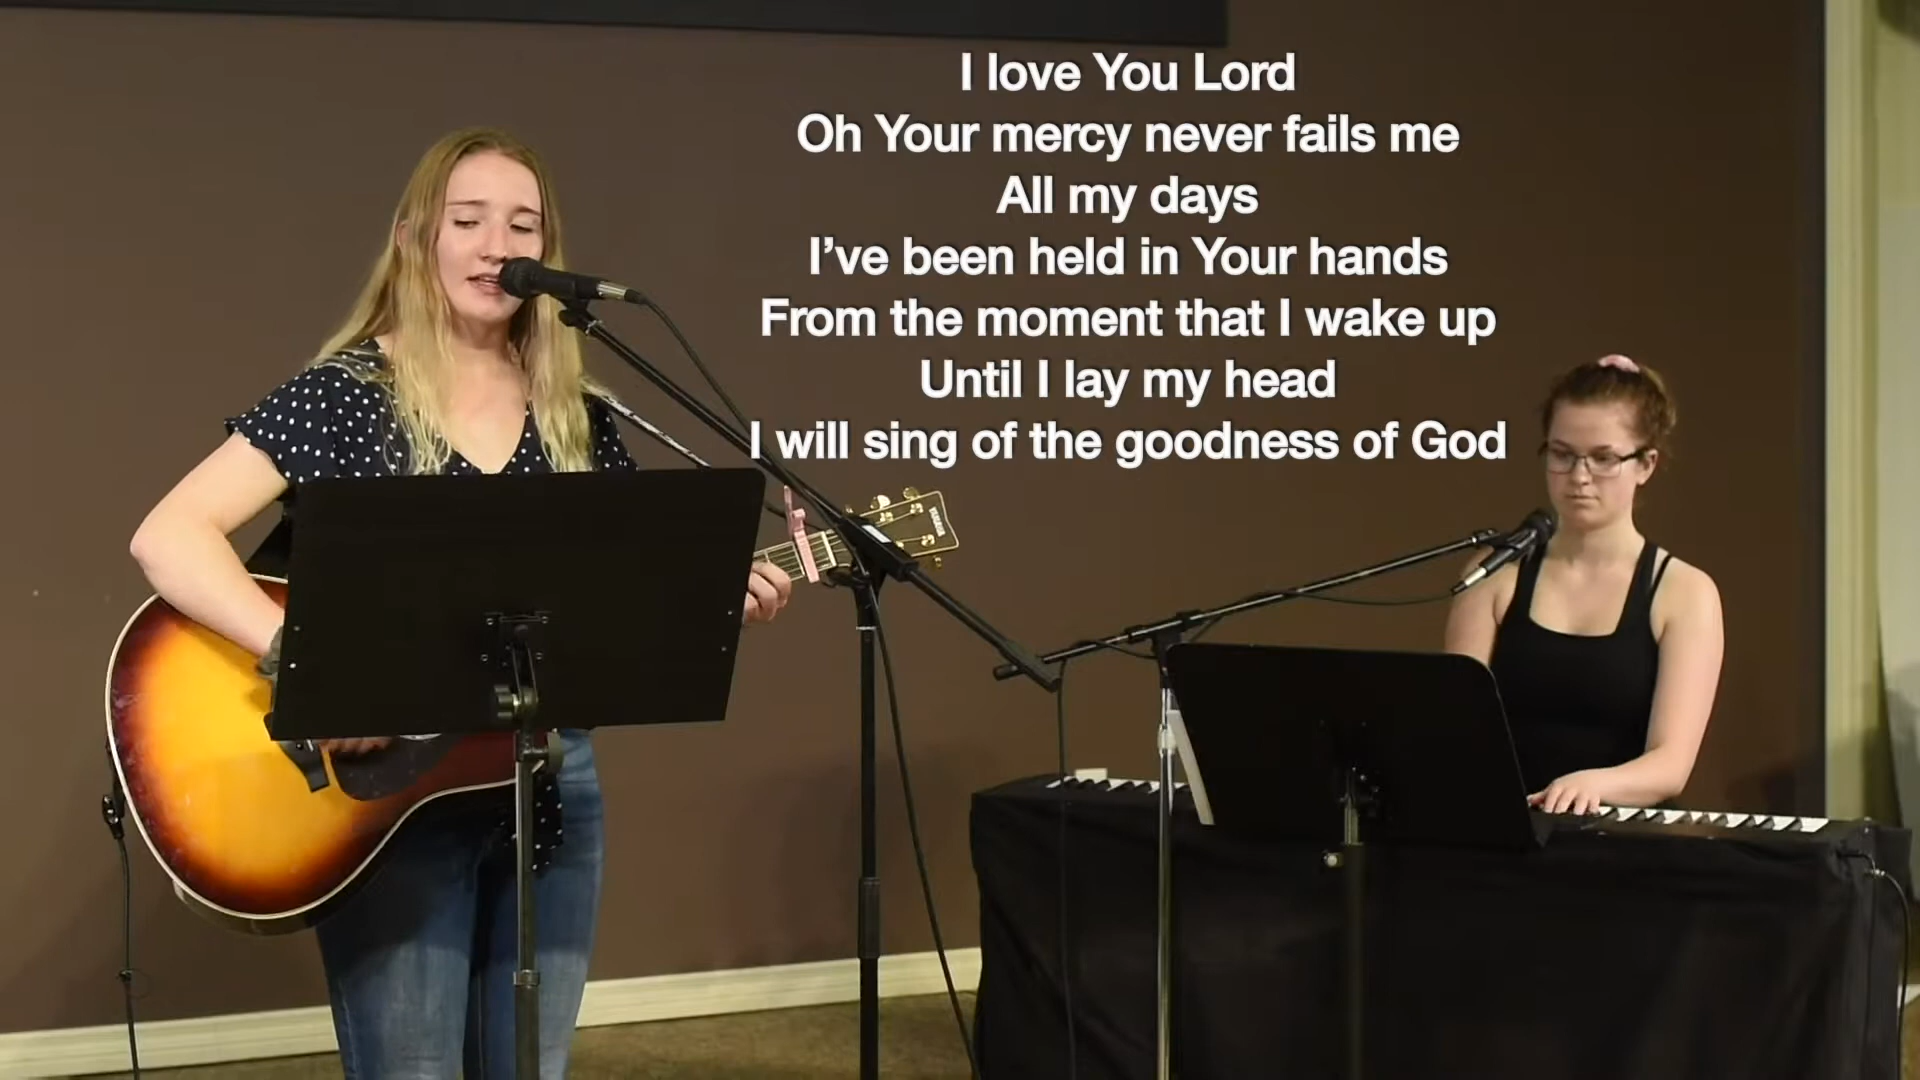 I love You Lord
Oh Your mercy never fails me
All my days
I’ve been held in Your hands
From the moment that I wake up
Until I lay my head
I will sing of the goodness of God
YAMAHA